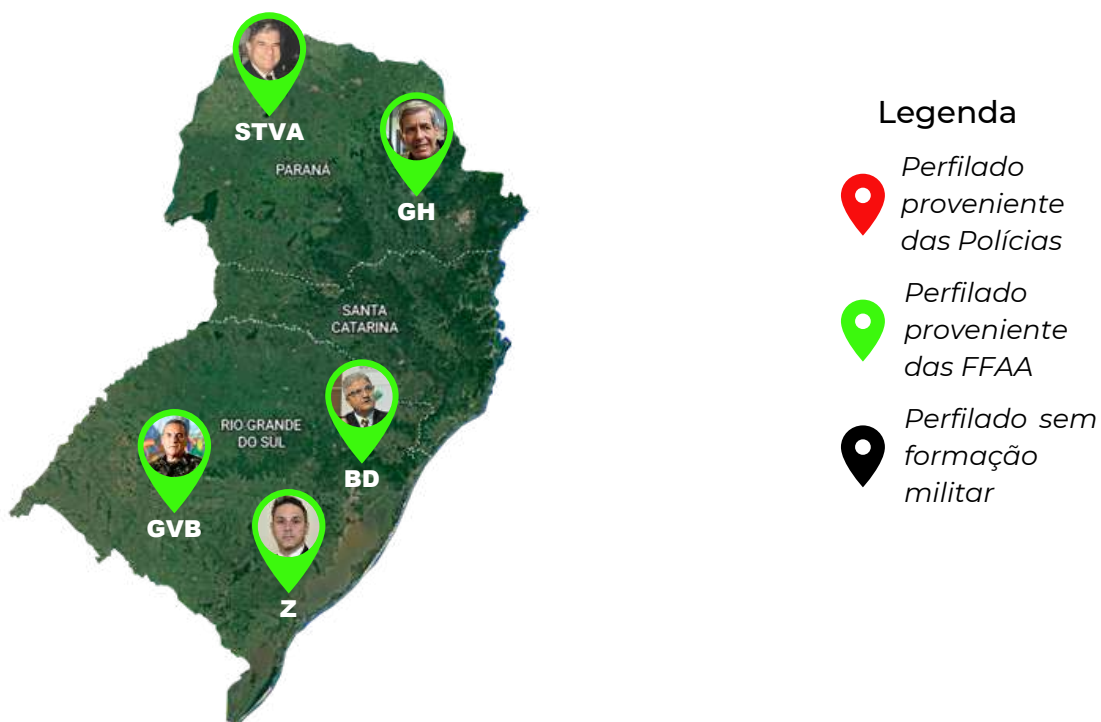 STVA
PARANÁ
GH
SANTA
CATARINA
RIO GRANDE
DO SUL
BD
GVB
Z
Legenda
Perfilado
proveniente
das Polícias
Perfilado
proveniente
das FFAA
Perfilado sem
formação
militar